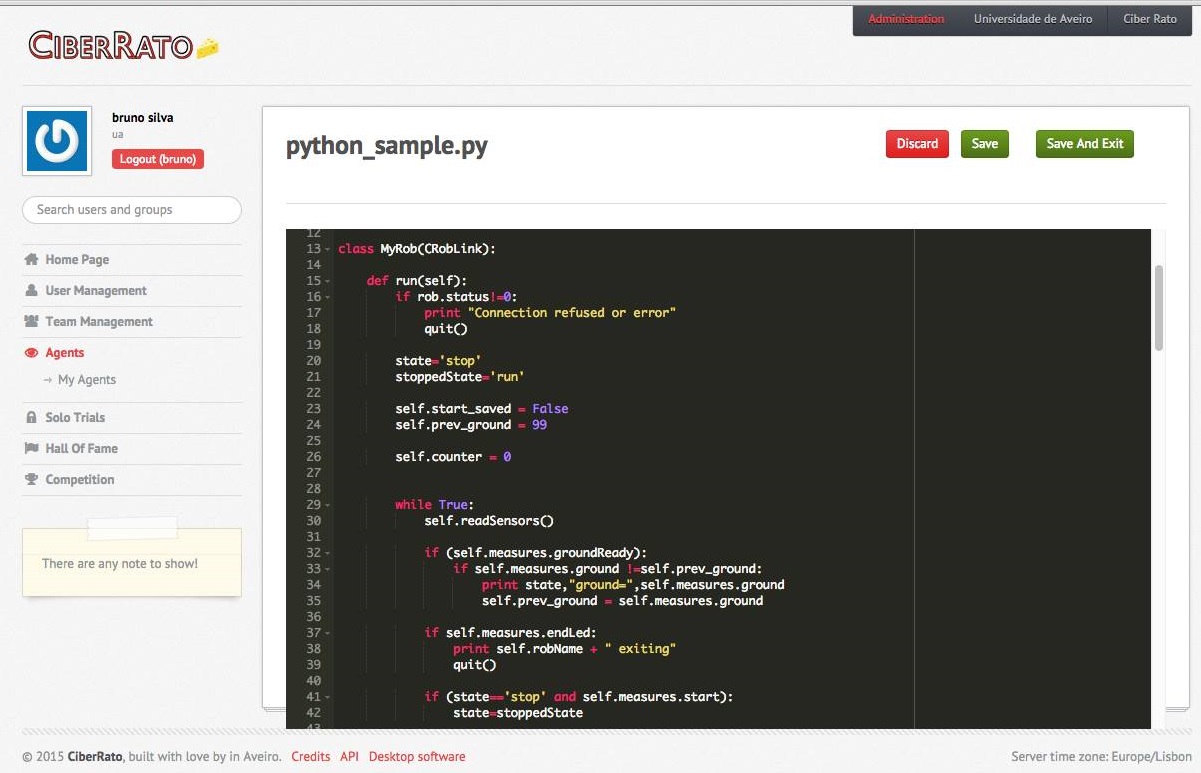 Administration Universidade de Aveiro Ciber Rato
CIBERRATO
bruno silva
ua
Logout (bruno)
Search users and groups
Home Page
User Management
Team Management
Agents
→ My Agents
Solo Trials
Hall Of Fame
Competition
There are any note to show!
python_sample.py
Discard Save Save And Exit
12
13 class MyRob(CRobLink):
14
15 def run(self):
16 if rob.status!=0:
17 print "Connection refused or error"
18 quit()
19
20 state='stop'
21 stoppedState='run'
22
23 self.start_saved = False
24 self.prev_ground = 99
25
26 self.counter = 0
27
28
29 while True:
30 self.readSensors()
31
32 if (self.measures.groundReady):
33 if self.measures.ground !=self.prev_ground:
34 print state,"ground=",self.measures.ground
35 self.prev_ground = self.measures.ground
36
37 if self.measures.endLed:
38 print self.robName + " exiting"
39 quit()
40
41 if (state=='stop' and self.measures.start):
42 state=stoppedState
43
© 2015 CiberRato, built with love by in Aveiro. Credits API Desktop software
Server time zone: Europe/Lisbon